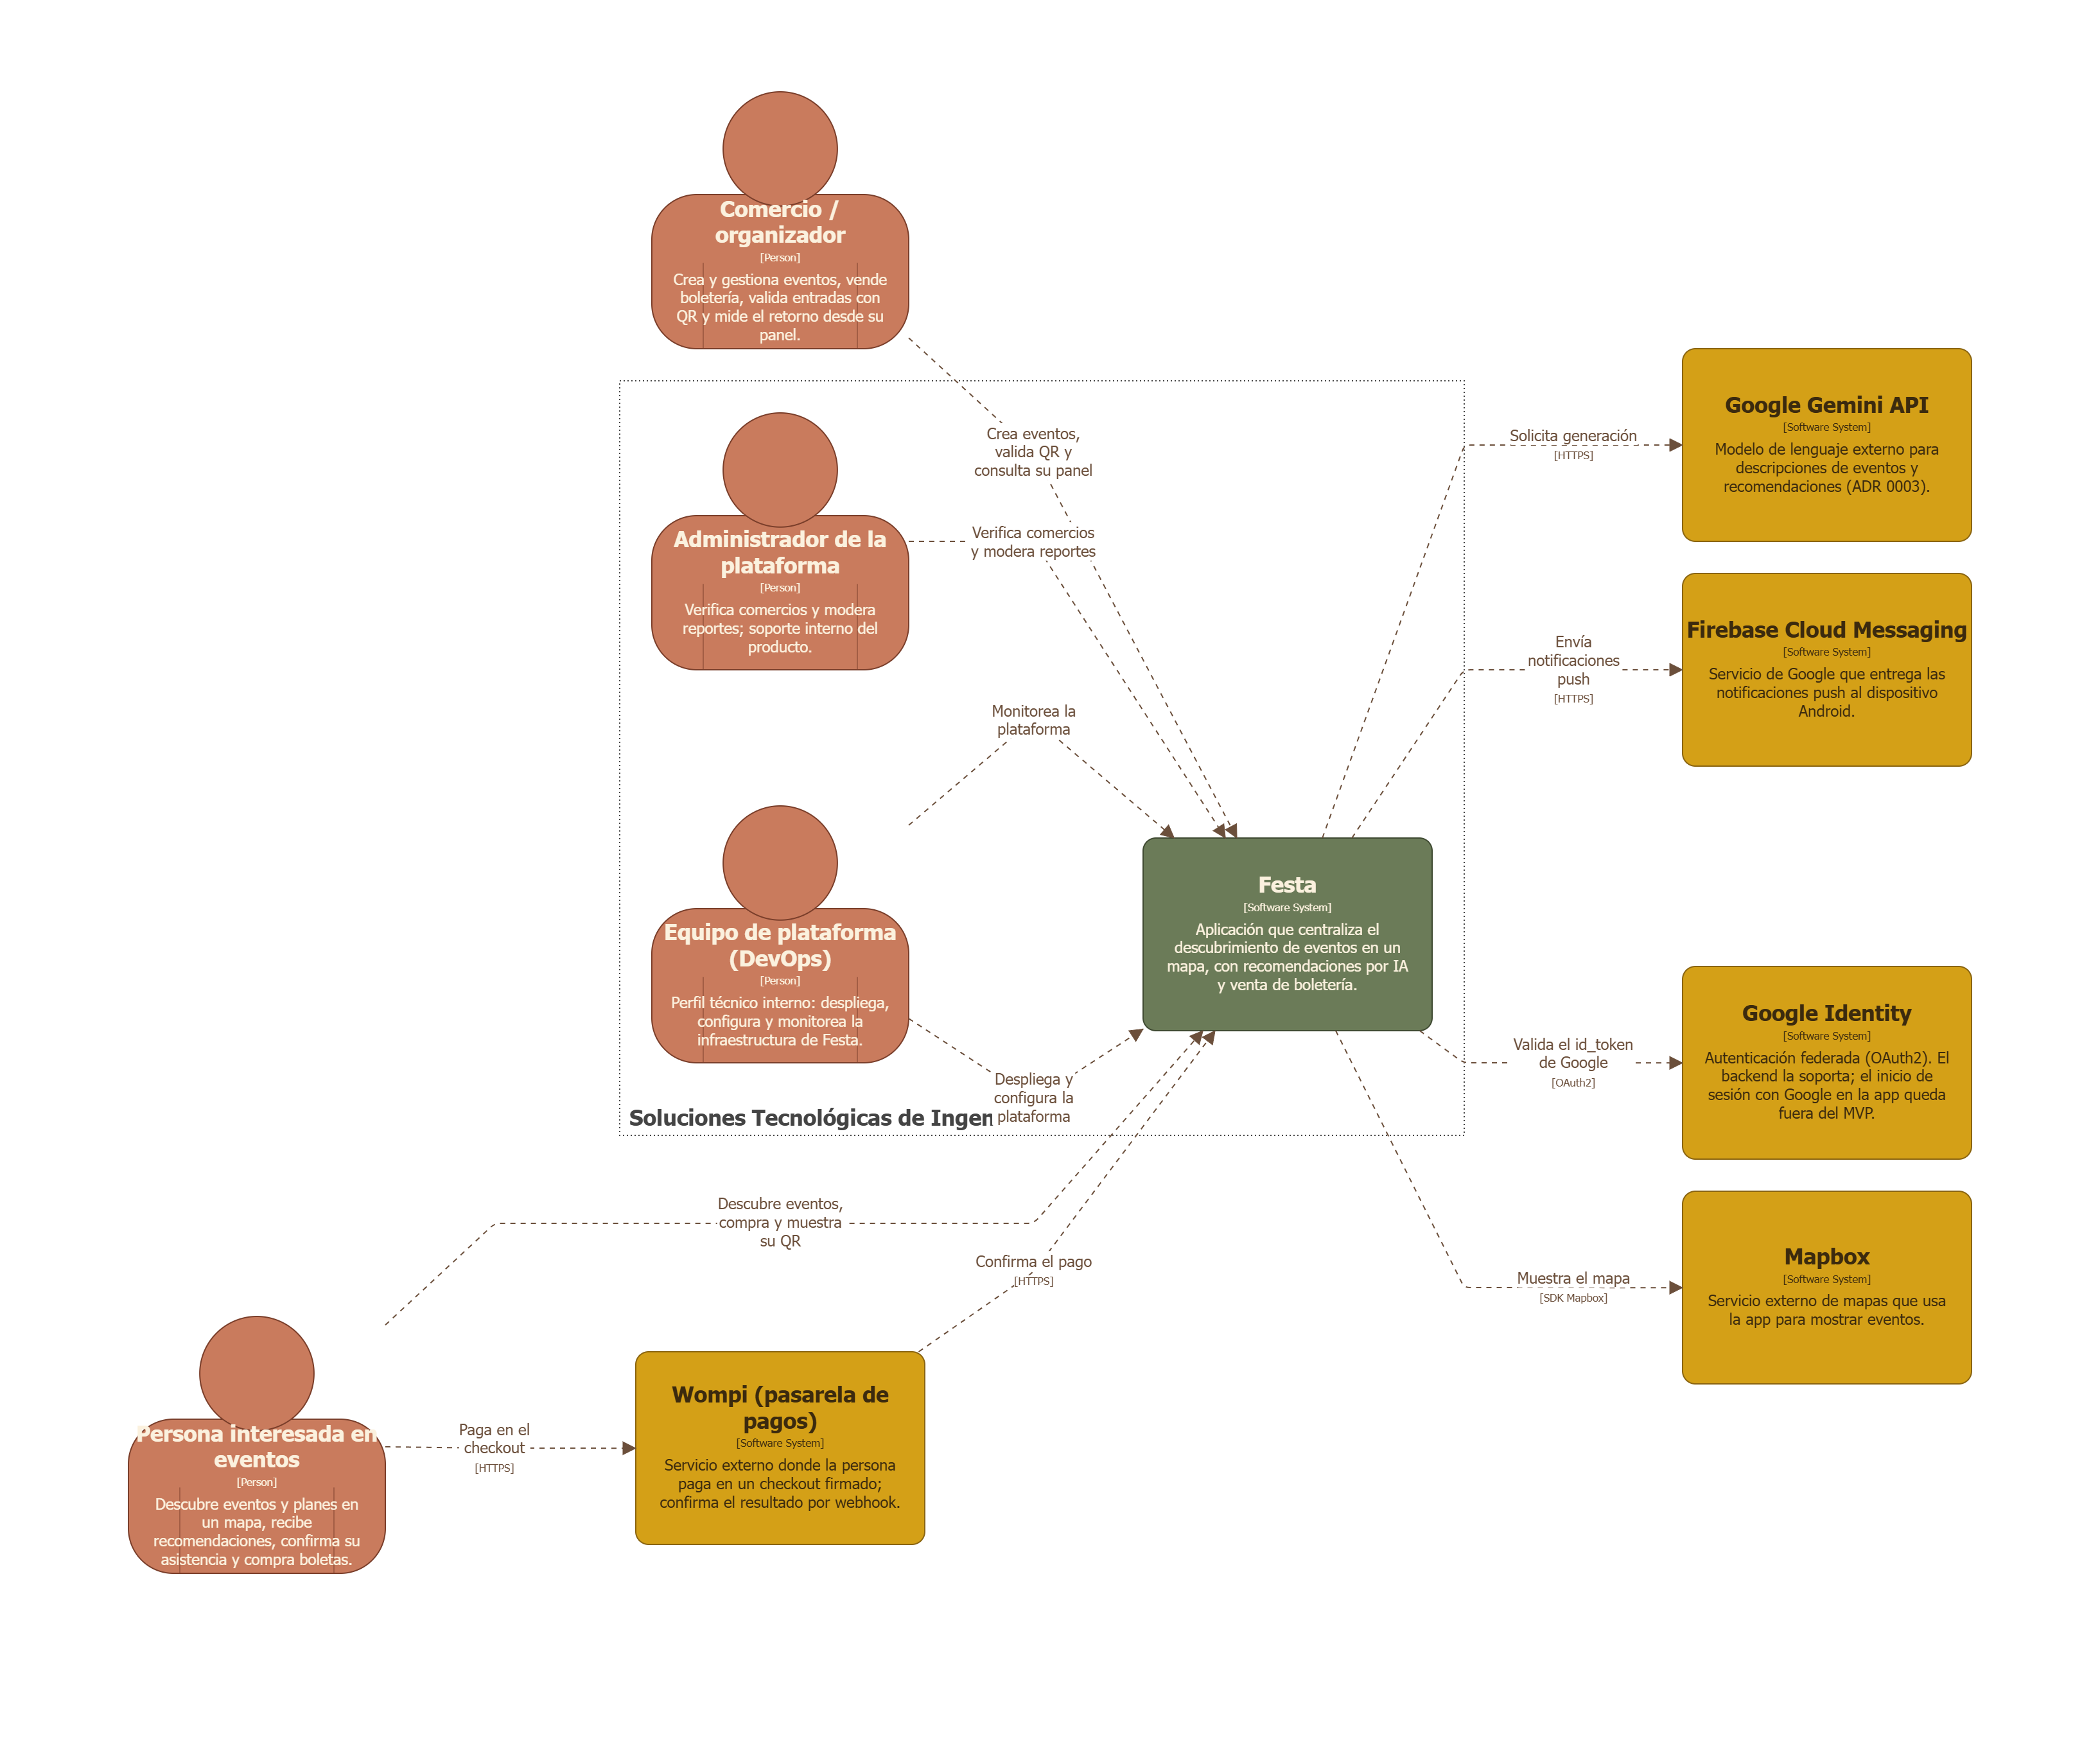 Comercio /
organizador
[Person]
Crea y gestiona eventos, vende
boletería, valida entradas con
QR y mide el retorno desde su
panel.
Crea eventos,
valida QR y
consulta su panel
Administrador de la
plataforma
[Person]
Verifica comercios y modera
reportes; soporte interno del
producto.
Verifica comercios
y modera reportes
Monitorea la
plataforma
Equipo de plataforma
(DevOps)
[Person]
Perfil técnico interno: despliega,
configura y monitorea la
infraestructura de Festa.
Despliega y
configura la
plataforma
Soluciones Tecnológicas de Ingen
Festa
[Software System]
Aplicación que centraliza el
descubrimiento de eventos en un
mapa, con recomendaciones por IA
y venta de boletería.
Solicita generación
[HTTPS]
Google Gemini API
[Software System]
Modelo de lenguaje externo para
descripciones de eventos y
recomendaciones (ADR 0003).
Envía
notificaciones
push
[HTTPS]
Firebase Cloud Messaging
[Software System]
Servicio de Google que entrega las
notificaciones push al dispositivo
Android.
Valida el id_token
de Google
[OAuth2]
Google Identity
[Software System]
Autenticación federada (OAuth2). El
backend la soporta; el inicio de
sesión con Google en la app queda
fuera del MVP.
Muestra el mapa
[SDK Mapbox]
Mapbox
[Software System]
Servicio externo de mapas que usa
la app para mostrar eventos.
Descubre eventos,
compra y muestra
su QR
Confirma el pago
[HTTPS]
Persona interesada en
eventos
[Person]
Descubre eventos y planes en
un mapa, recibe
recomendaciones, confirma su
asistencia y compra boletas.
Paga en el
checkout
[HTTPS]
Wompi (pasarela de
pagos)
[Software System]
Servicio externo donde la persona
paga en un checkout firmado;
confirma el resultado por webhook.